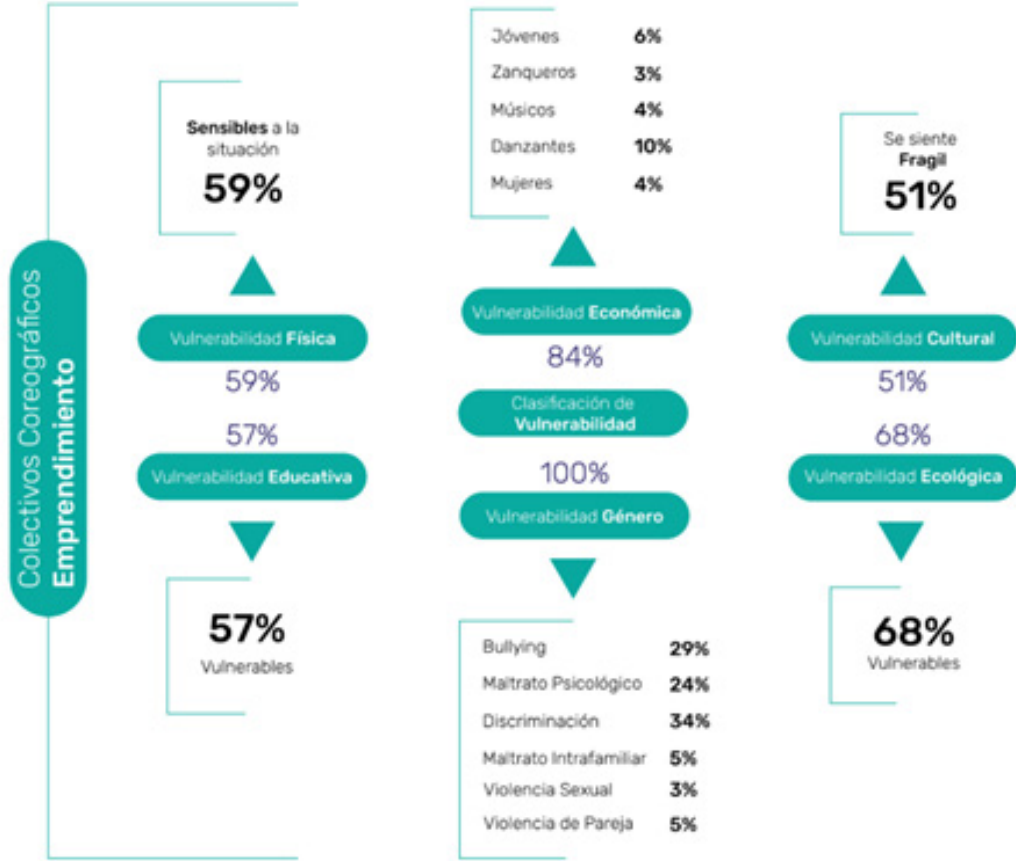 Colectivos Coreográficos
Emprendimiento
Sensibles a la
situación
59%
Vulnerabilidad Física
59%
57%
Vulnerabilidad Educativa
57%
Vulnerables
Jóvenes 6%
Zanqueros 3%
Músicos 4%
Danzantes 10%
Mujeres 4%
Vulnerabilidad Económica
84%
Clasificación de
Vulnerabilidad
100%
Vulnerabilidad Género
Bullying 29%
Maltrato Psicológico 24%
Discriminación 34%
Maltrato Intrafamiliar 5%
Violencia Sexual 3%
Violencia de Pareja 5%
Se siente
Fragil
51%
Vulnerabilidad Cultural
51%
68%
Vulnerabilidad Ecológica
68%
Vulnerables